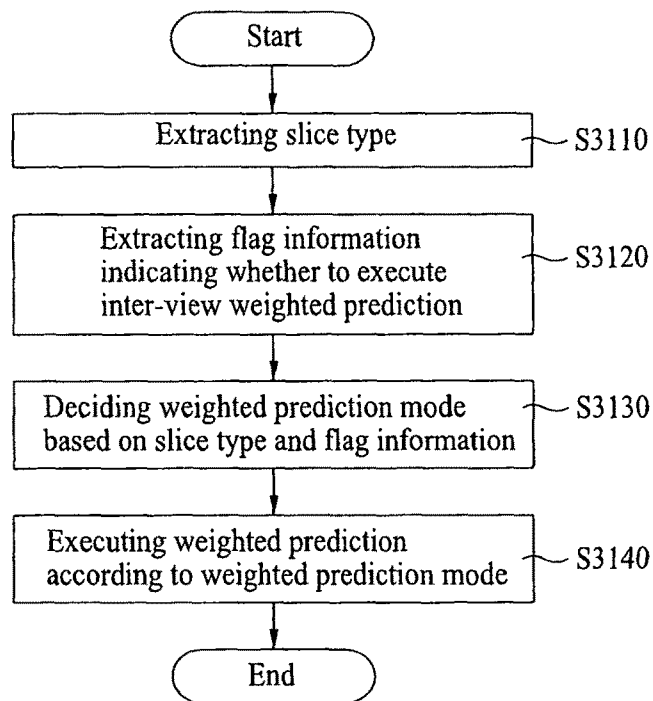 Start
Extracting slice type
S3110
Extracting flag information
indicating whether to execute
inter-view weighted prediction
S3120
Deciding weighted prediction mode
based on slice type and flag information
S3130
Executing weighted prediction
according to weighted prediction mode
S3140
End